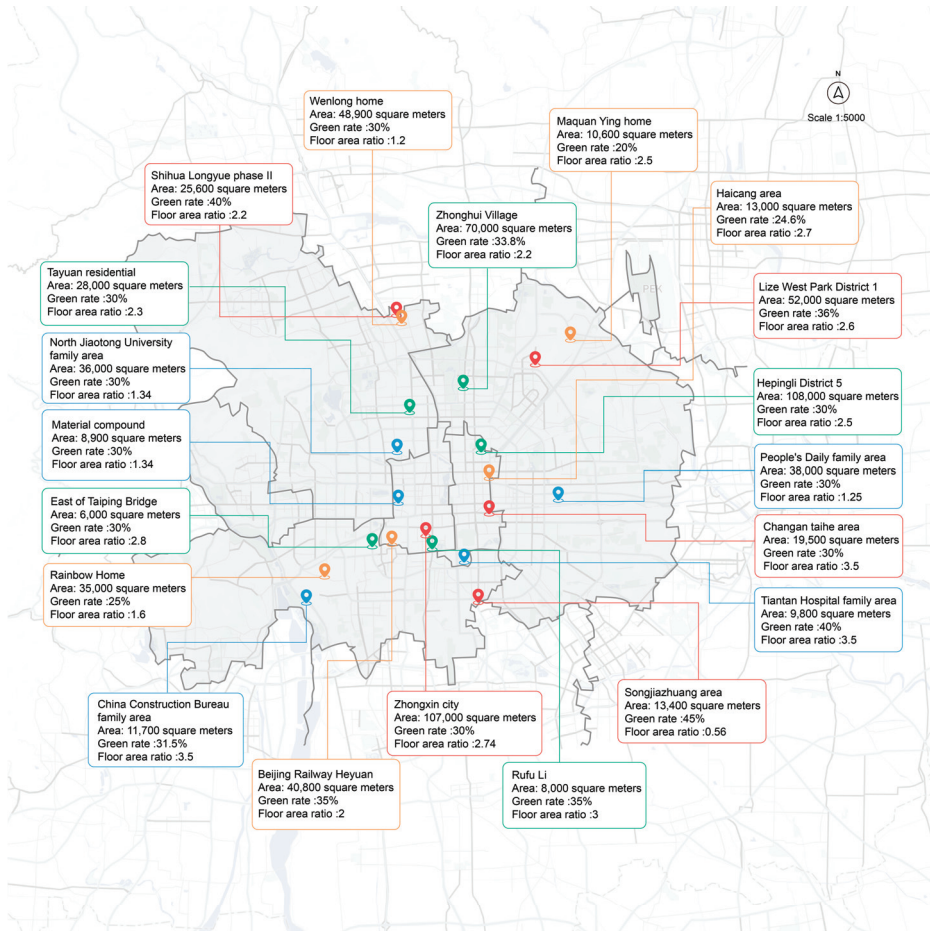 Wenlong home
Area: 48,900 square meters
Green rate :30%
Floor area ratio :1.2
N
Scale 1:5000
Maquan Ying home
Area: 10,600 square meters
Green rate :20%
Floor area ratio :2.5
Shihua Longyue phase II
Area: 25,600 square meters
Green rate :40%
Floor area ratio :2.2
Haicang area
Area: 13,000 square meters
Green rate :24.6%
Floor area ratio :2.7
Zhonghui Village
Area: 70,000 square meters
Green rate :33.8%
Floor area ratio :2.2
Tayuan residential
Area: 28,000 square meters
Green rate :30%
Floor area ratio :2.3
PEK
Lize West Park District 1
Area: 52,000 square meters
Green rate :36%
Floor area ratio :2.6
North Jiaotong University
family area
Area: 36,000 square meters
Green rate :30%
Floor area ratio :1.34
Hepingli District 5
Area: 108,000 square meters
Green rate :30%
Floor area ratio :2.5
Material compound
Area: 8,900 square meters
Green rate :30%
Floor area ratio :1.34
People's Daily family area
Area: 38,000 square meters
Green rate :30%
Floor area ratio :1.25
East of Taiping Bridge
Area: 6,000 square meters
Green rate :30%
Floor area ratio :2.8
Changan taihe area
Area: 19,500 square meters
Green rate :30%
Floor area ratio :3.5
Rainbow Home
Area: 35,000 square meters
Green rate :25%
Floor area ratio :1.6
Tiantan Hospital family area
Area: 9,800 square meters
Green rate :40%
Floor area ratio :3.5
China Construction Bureau
family area
Area: 11,700 square meters
Green rate :31.5%
Floor area ratio :3.5
Zhongxin city
Area: 107,000 square meters
Green rate :30%
Floor area ratio :2.74
Songjiazhuang area
Area: 13,400 square meters
Green rate :45%
Floor area ratio :0.56
Beijing Railway Heyuan
Area: 40,800 square meters
Green rate :35%
Floor area ratio :2
Rufu Li
Area: 8,000 square meters
Green rate :35%
Floor area ratio :3